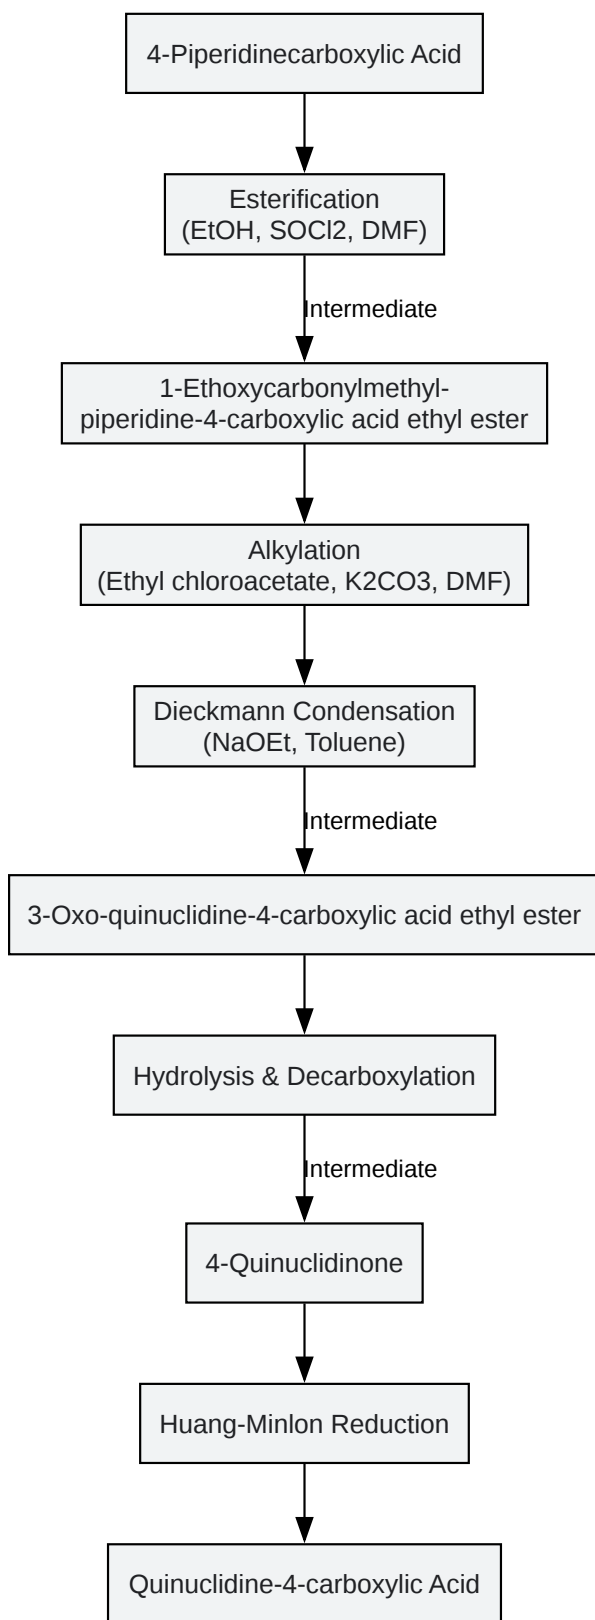 4-Piperidinecarboxylic Acid
Esterification
(EtOH, SOCl2, DMF)
Intermediate
1-Ethoxycarbonylmethyl-
piperidine-4-carboxylic acid ethyl ester
Alkylation
(Ethyl chloroacetate, K2CO3, DMF)
Dieckmann Condensation
(NaOEt, Toluene)
Intermediate
3-Oxo-quinuclidine-4-carboxylic acid ethyl ester
Hydrolysis & Decarboxylation
Intermediate
4-Quinuclidinone
Huang-Minlon Reduction
Quinuclidine-4-carboxylic Acid